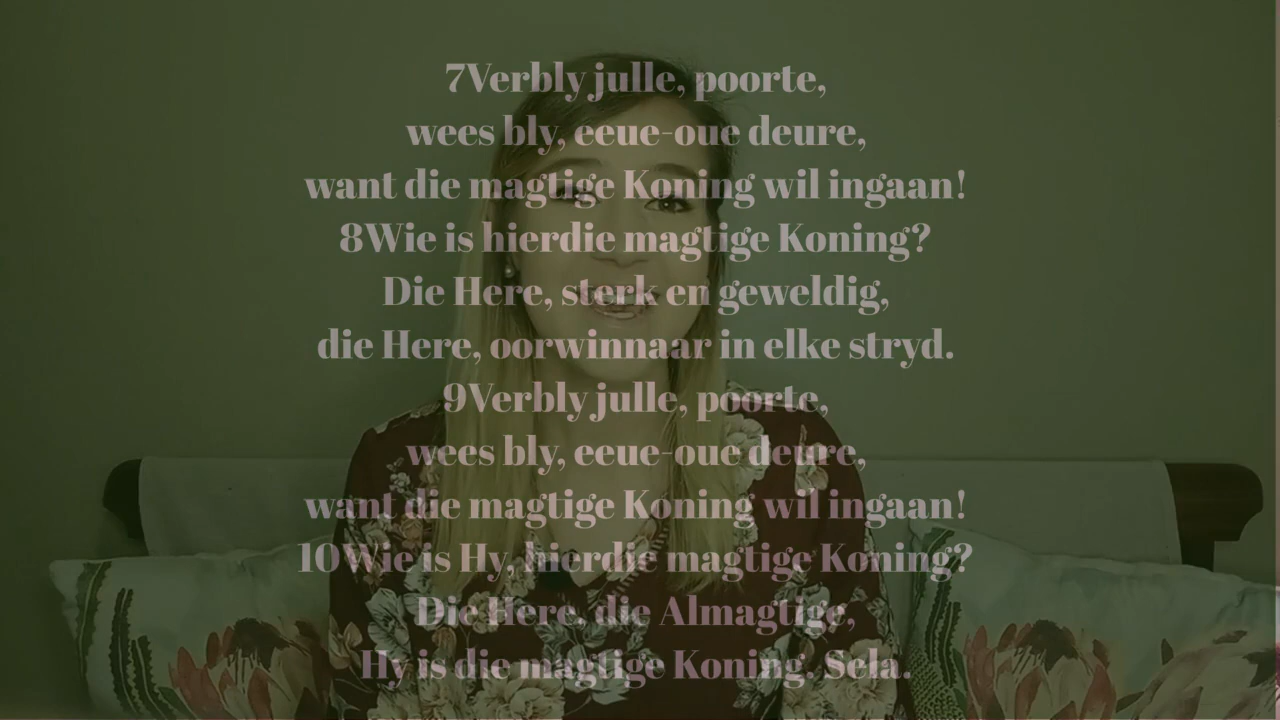 7Verbly julle, poorte,
wees bly, eeue-oue deure,
want die magtige Koning wil ingaan!
8Wie is hierdie magtige Koning?
Die Here, sterk en geweldig,
die Here, oorwinnaar in elke stryd.
9Verbly julle, poorte,
wees bly, eeue-oue deure,
want die magtige Koning wil ingaan!
10Wie is Hy, hierdie magtige Koning?
Die Here, die Almagtige,
Hy is die magtige Koning. Sela.